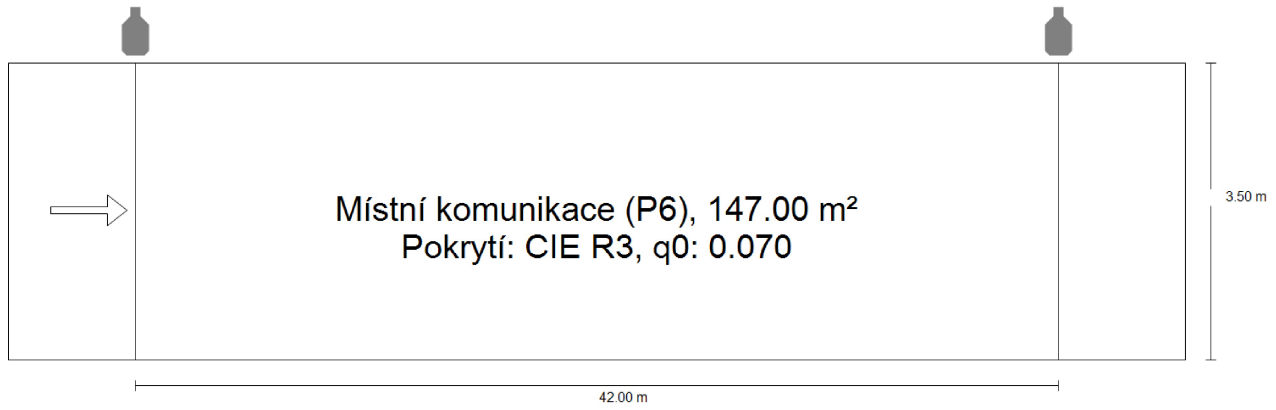 Místní komunikace (P6), 147.00 m²
Pokrytí: CIE R3, q0: 0.070
3.50 m
42.00 m